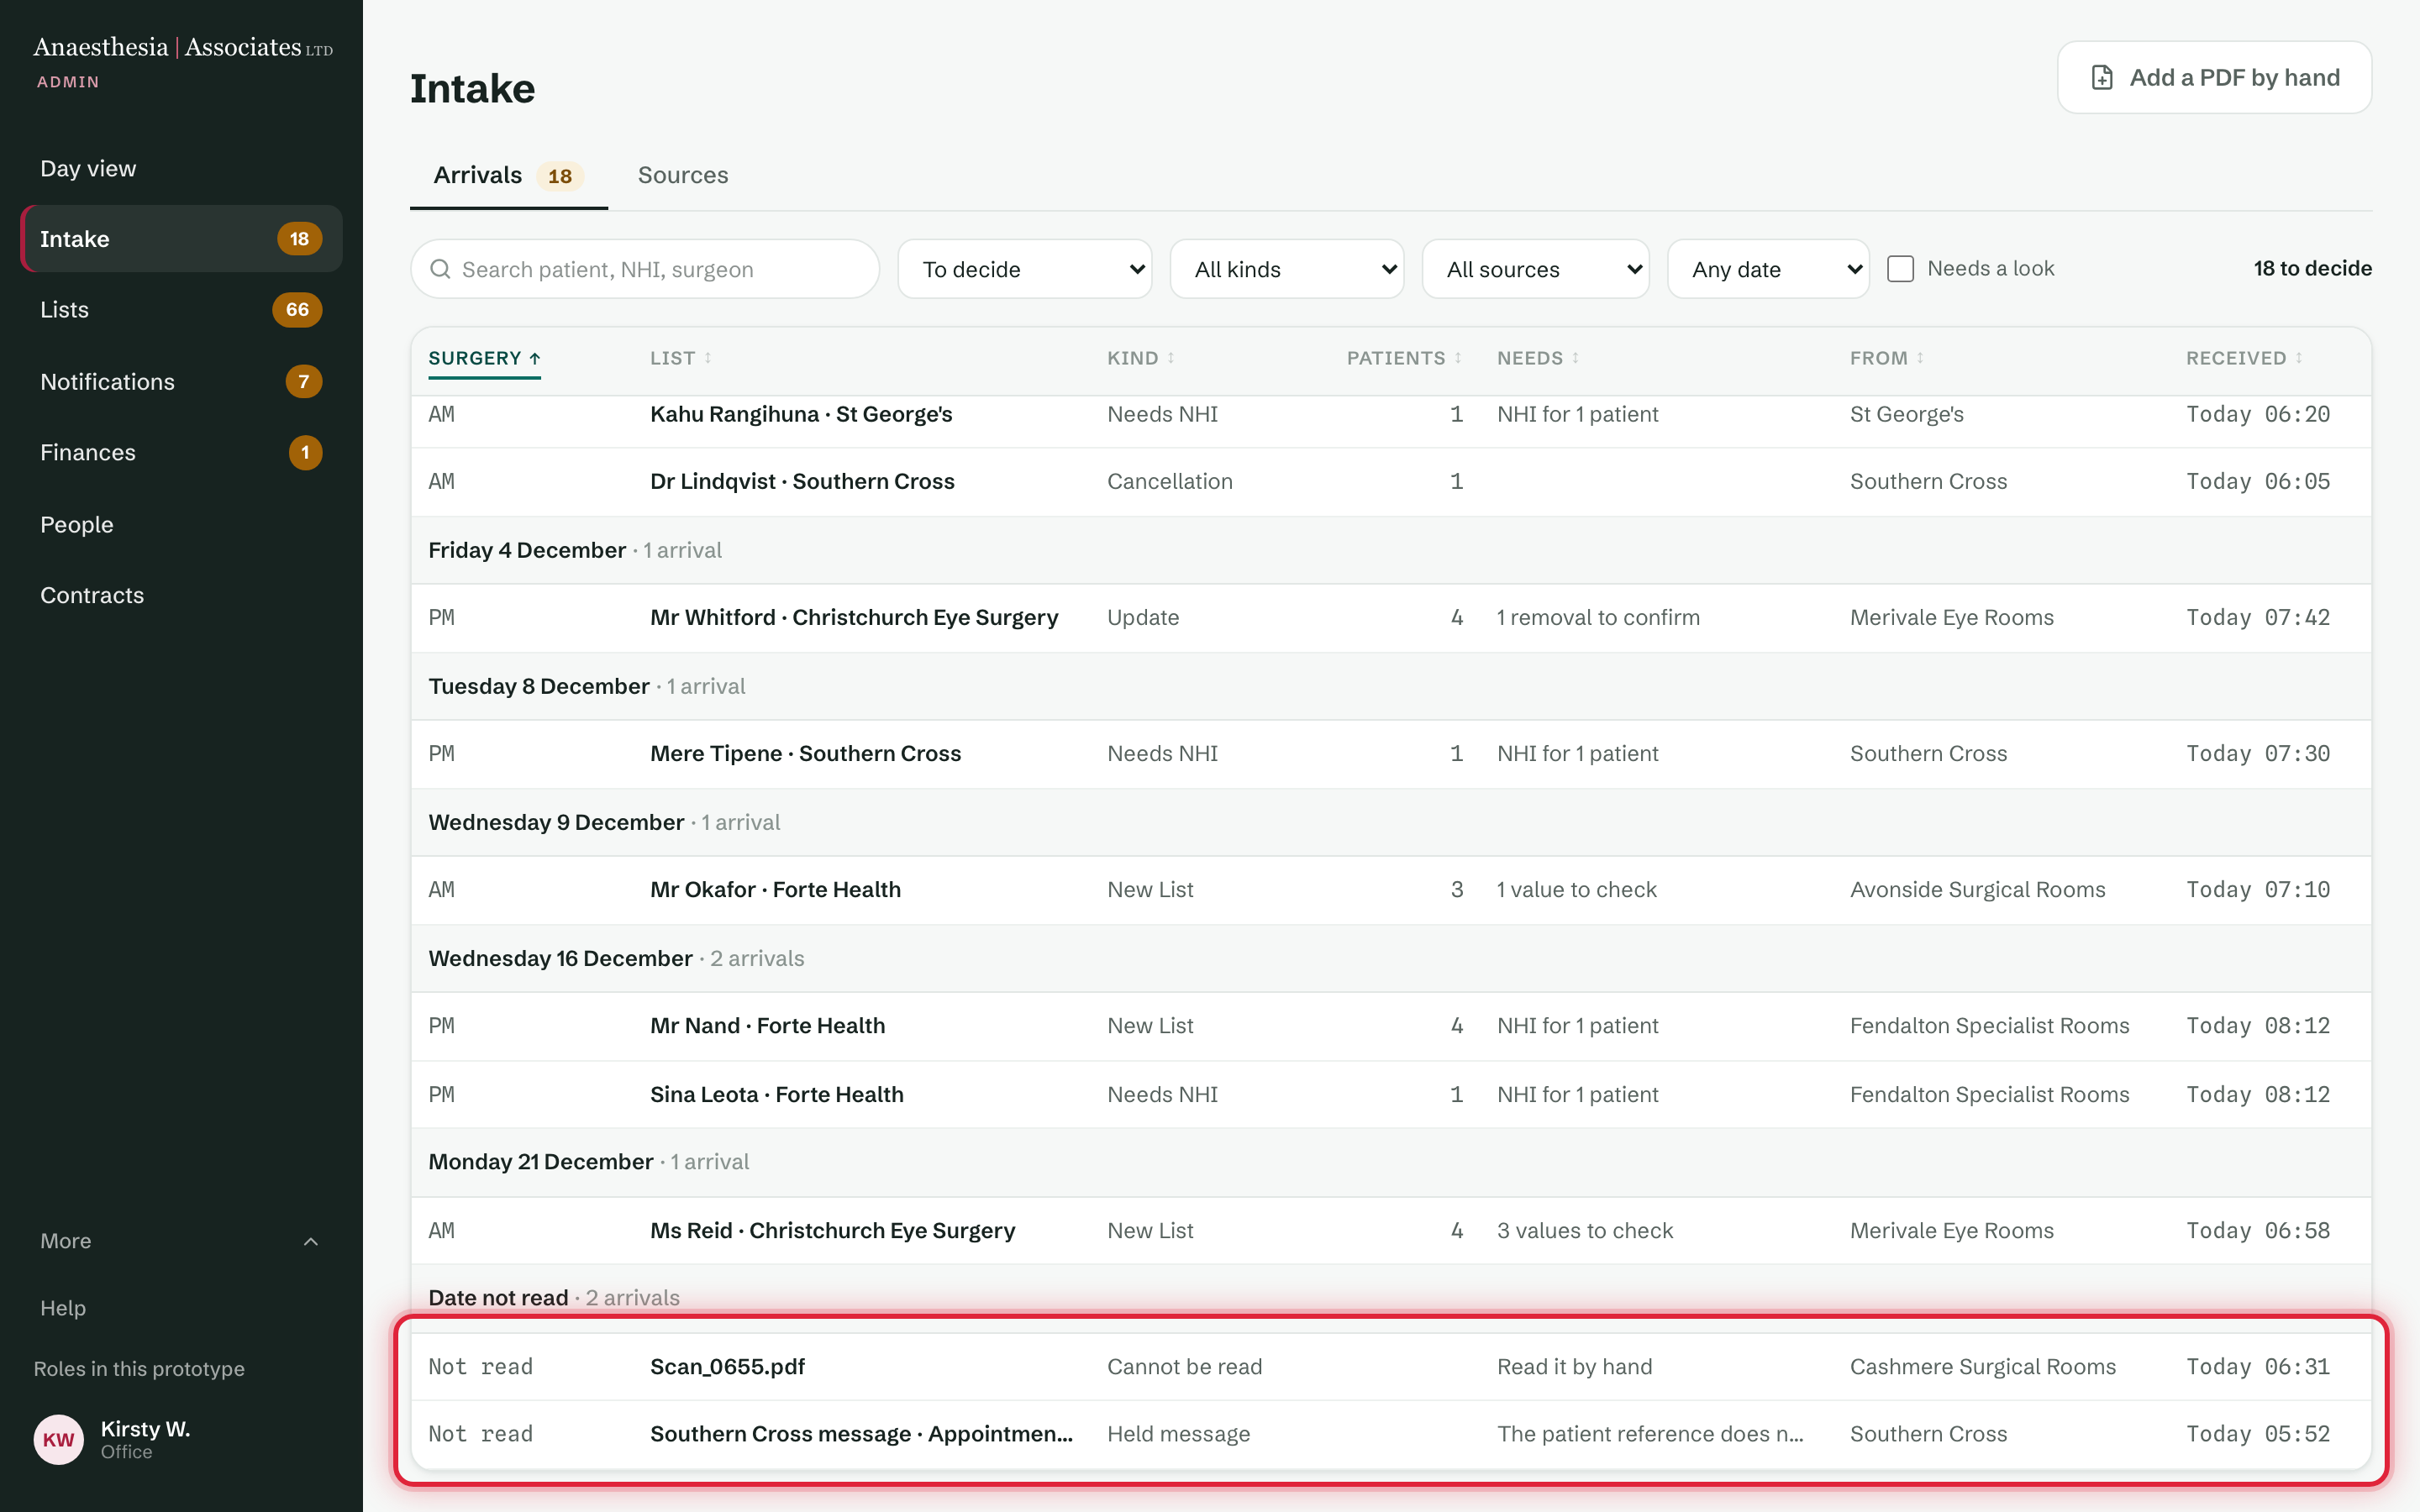 Anaesthesia | Associates LTD
ADMIN
Day view
Intake 18
Lists 66
Notifications 7
Finances 1
People
Contracts
More
Help
Roles in this prototype
KW
Kirsty W.
Office
Intake
Add a PDF by hand
Arrivals 18 Sources
Search patient, NHI, surgeon To decide All kinds All sources Any date Needs a look 18 to decide
SURGERY ↑ LIST ↕ KIND ↕ PATIENTS ↕ NEEDS ↕ FROM ↕ RECEIVED ↕
AM Kahu Rangihuna · St George's Needs NHI 1 NHI for 1 patient St George's Today 06:20
AM Dr Lindqvist · Southern Cross Cancellation 1 Southern Cross Today 06:05
Friday 4 December · 1 arrival
PM Mr Whitford · Christchurch Eye Surgery Update 4 1 removal to confirm Merivale Eye Rooms Today 07:42
Tuesday 8 December · 1 arrival
PM Mere Tipene · Southern Cross Needs NHI 1 NHI for 1 patient Southern Cross Today 07:30
Wednesday 9 December · 1 arrival
AM Mr Okafor · Forte Health New List 3 1 value to check Avonside Surgical Rooms Today 07:10
Wednesday 16 December · 2 arrivals
PM Mr Nand · Forte Health New List 4 NHI for 1 patient Fendalton Specialist Rooms Today 08:12
PM Sina Leota · Forte Health Needs NHI 1 NHI for 1 patient Fendalton Specialist Rooms Today 08:12
Monday 21 December · 1 arrival
AM Ms Reid · Christchurch Eye Surgery New List 4 3 values to check Merivale Eye Rooms Today 06:58
Date not read · 2 arrivals
Not read Scan_0655.pdf Cannot be read Read it by hand Cashmere Surgical Rooms Today 06:31
Not read Southern Cross message · Appointmen... Held message The patient reference does n... Southern Cross Today 05:52